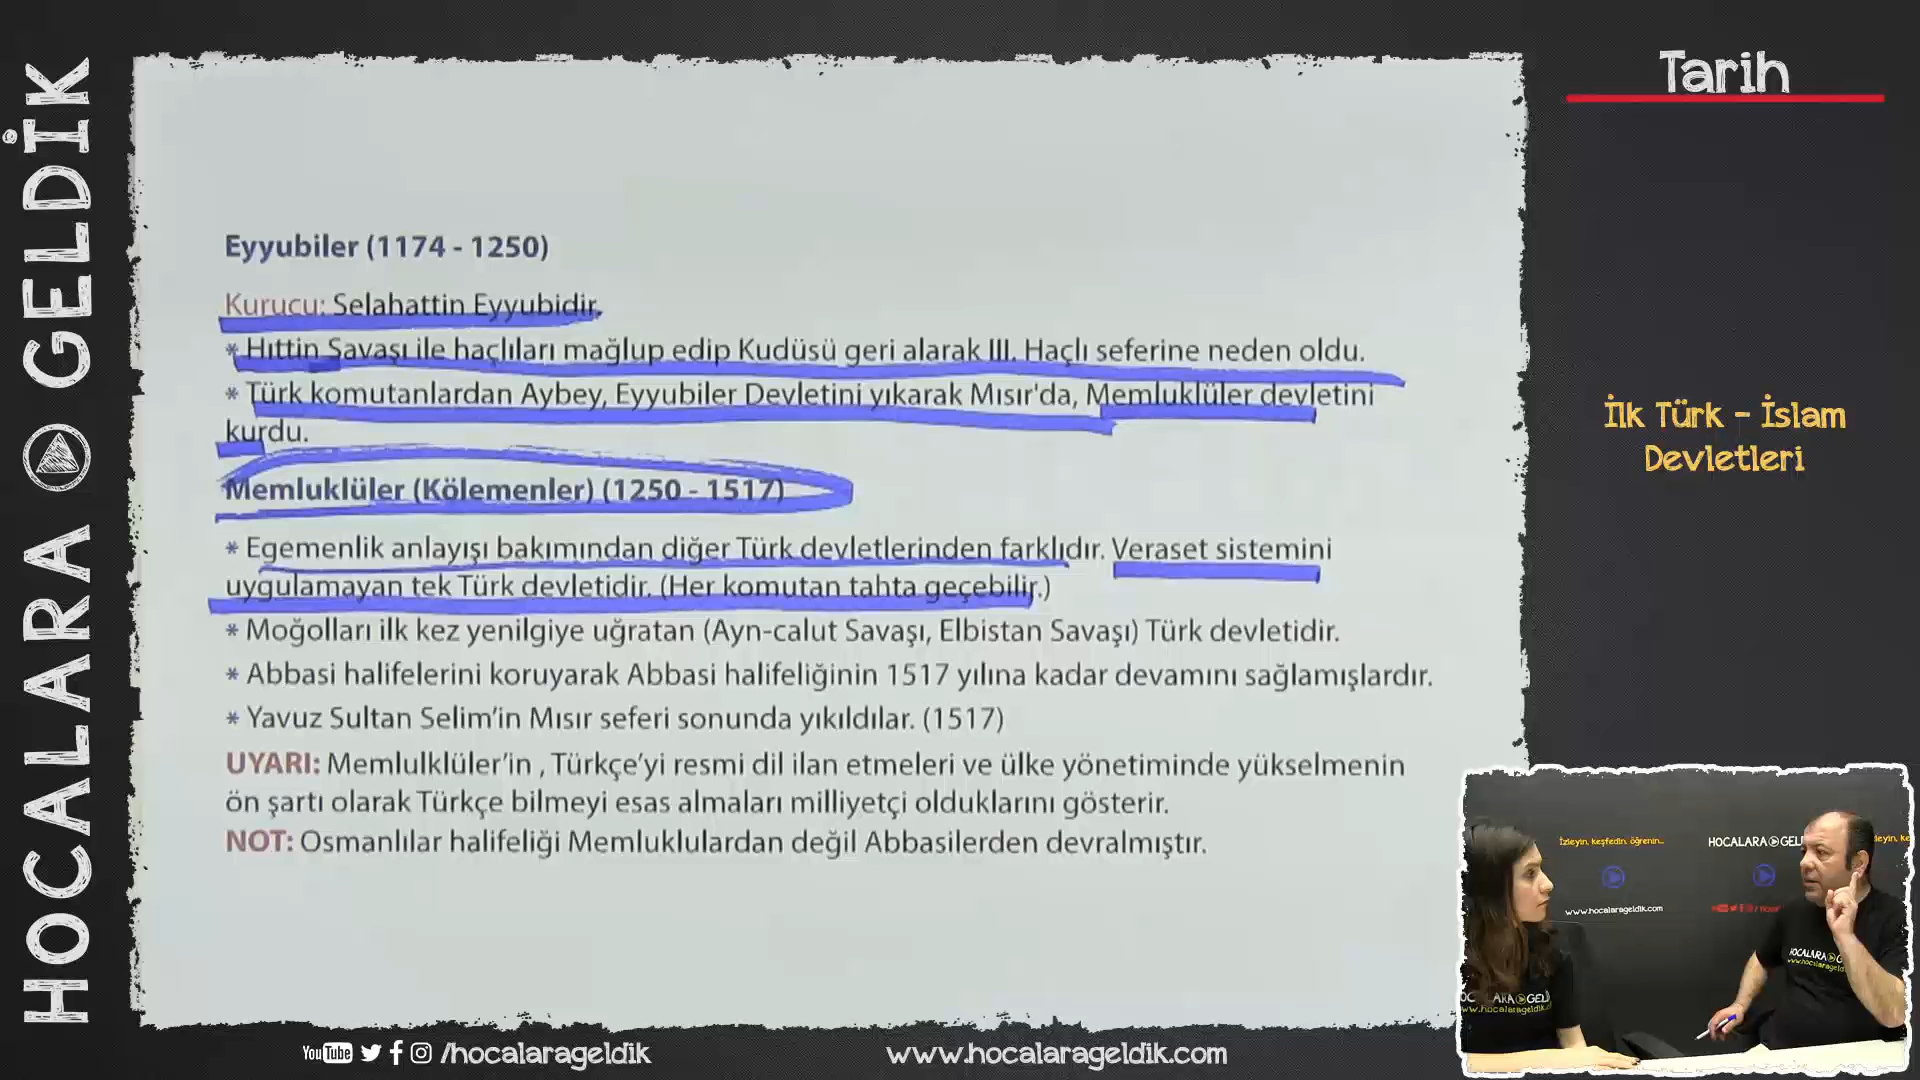 HOCALARA GELDİK
Tarih
İlk Türk - İslam
Devletleri
Eyyubiler (1174 - 1250)
Kurucu: Selahattin Eyyubidir.
* Hıttin Savaşı ile haçlıları mağlup edip Kudüsü geri alarak III. Haçlı seferine neden oldu.
* Türk komutanlardan Aybey, Eyyubiler Devletini yıkarak Mısır'da, Memluklüler devletini
kurdu.
Memluklüler (Kölemenler) (1250 - 1517)
* Egemenlik anlayışı bakımından diğer Türk devletlerinden farklıdır. Veraset sistemini
uygulamayan tek Türk devletidir. (Her komutan tahta geçebilir.)
* Moğolları ilk kez yenilgiye uğratan (Ayn-calut Savaşı, Elbistan Savaşı) Türk devletidir.
* Abbasi halifelerini koruyarak Abbasi halifeliğinin 1517 yılına kadar devamını sağlamışlardır.
* Yavuz Sultan Selim’in Mısır seferi sonunda yıkıldılar. (1517)
UYARI: Memlulklüler’in , Türkçe’yi resmi dil ilan etmeleri ve ülke yönetiminde yükselmenin
ön şartı olarak Türkçe bilmeyi esas almaları milliyetçi olduklarını gösterir.
NOT: Osmanlılar halifeliği Memluklulardan değil Abbasilerden devralmıştır.
İzleyin, keşfedin, öğrenin...
HOCALARA GEL
www.hocalarageldik.com
HOCALARA G
YouTube /hocalarageldik
www.hocalarageldik.com